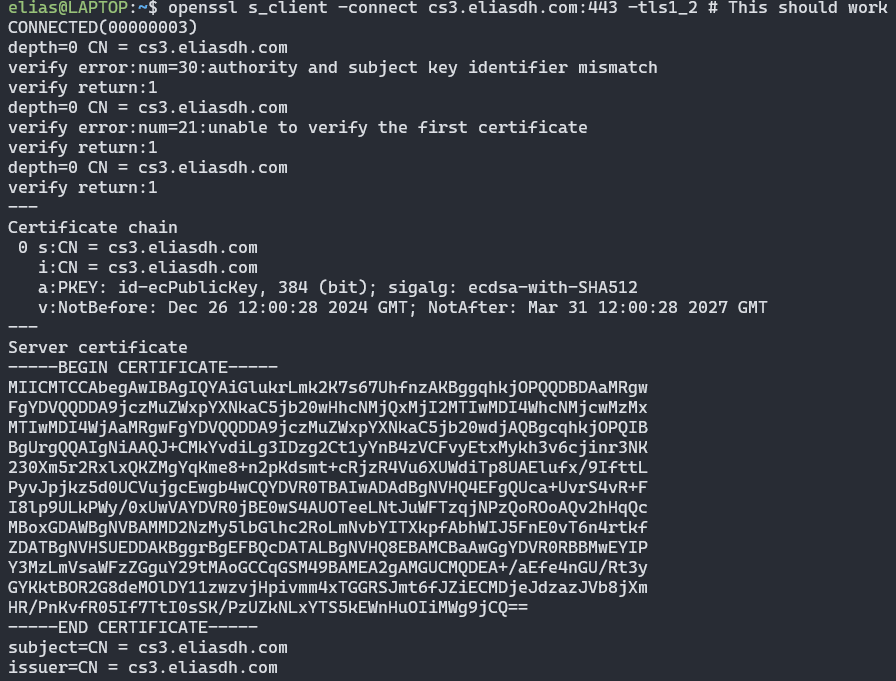 elias@LAPTOP:~$ openssl s_client -connect cs3.eliasdh.com:443 -tls1_2 # This should work
CONNECTED(00000003)
depth=0 CN = cs3.eliasdh.com
verify error:num=30:authority and subject key identifier mismatch
verify return:1
depth=0 CN = cs3.eliasdh.com
verify error:num=21:unable to verify the first certificate
verify return:1
depth=0 CN = cs3.eliasdh.com
verify return:1
---
Certificate chain
 0 s:CN = cs3.eliasdh.com
   i:CN = cs3.eliasdh.com
   a:PKEY: id-ecPublicKey, 384 (bit); sigalg: ecdsa-with-SHA512
   v:NotBefore: Dec 26 12:00:28 2024 GMT; NotAfter: Mar 31 12:00:28 2027 GMT
---
Server certificate
-----BEGIN CERTIFICATE-----
MIICMTCCAbegAwIBAgIQYAiGlukrLmk2K7s67UhfnzAKBggqhkjOPQQDBDAaMRgw
FgYDVQQDDA9jczMuZWxpYXNkaC5jb20wHhcNMjQxMjI2MTIwMDI4WhcNMjcwMzMx
MTIwMDI4WjAaMRgwFgYDVQQDDA9jczMuZWxpYXNkaC5jb20wdjAQBgcqhkjOPQIB
BgUrgQQAIgNiAAQJ+CMkYvdiLg3IDzg2Ct1yYnB4zVCFvyEtxMykh3v6cjinr3NK
230Xm5r2RxlxQKZMgYqKme8+n2pKdsmt+cRjzR4Vu6XUWdiTp8UAElufx/9IfttL
PyvJpjkz5d0UCVujgcEwgb4wCQYDVR0TBAIwADAdBgNVHQ4EFgQUca+UvrS4vR+F
I8lp9ULkPWy/0xUwVAYDVR0jBE0wS4AUOTeeLNtJuWFTzqjNPzQoROoAQv2hHqQc
MBoxGDAWBgNVBAMMD2NzMy5lbGlhc2RoLmNvbYITXkpfAbhWIJ5FnE0vT6n4rtkf
ZDATBgNVHSUEDDAKBggrBgEFBQcDATALBgNVHQ8EBAMCBaAwGgYDVR0RBBMwEYIP
Y3MzLmVsaWFzZGguY29tMAoGCCqGSM49BAMEA2gAMGUCMQDEA+/aEfe4nGU/Rt3y
GYKktBOR2G8deMOlDY11zwzvjHpivmm4xTGGRSJmt6fJZiECMDjeJdzazJVb8jXm
HR/PnKvfR05If7TtI0sSK/PzUZkNLxYTS5kEWnHuOIiMWg9jCQ==
-----END CERTIFICATE-----
subject=CN = cs3.eliasdh.com
issuer=CN = cs3.eliasdh.com